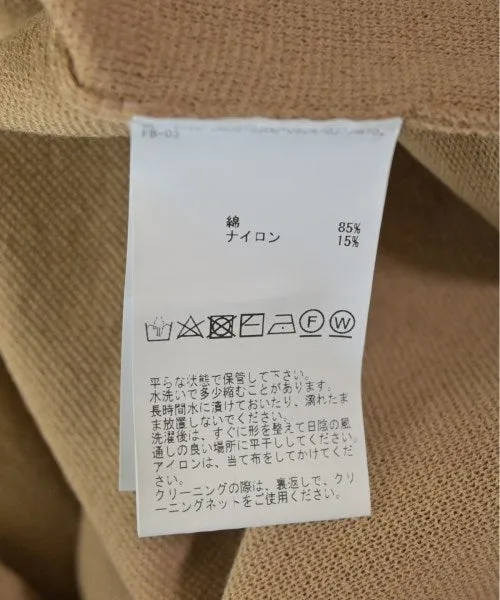 FB-03
綿 85%
ナイロン 15%
F W
平らな状態で保管して下さい。
水洗いで多少縮むことがあります。
長時間水に漬けておいたり、濡れたま
ま放置しないでください。
洗濯後は、すぐに形を整えて日陰の風
通しの良い場所に平干ししてください。
アイロンは、当て布をしてかけてくだ
さい。
クリーニングの際は、裏返しで、クリ
ーニングネットをご使用ください。